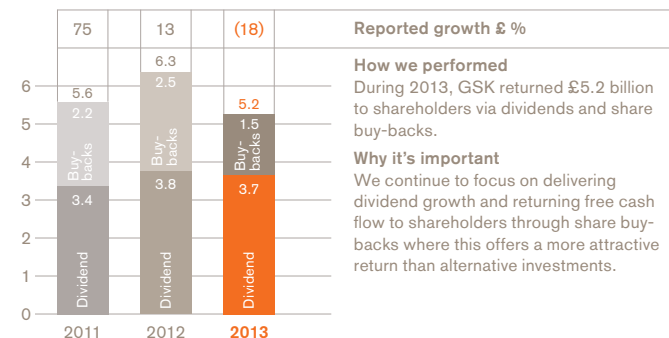 75 13 (18) Reported growth £ %
6.3
5.6
5.2
6
5
4
3
2
1
0
2.2
2.5
1.5
Buy-
backs
Buy-
backs
Buy-
backs
3.4
3.8
3.7
Dividend
Dividend
Dividend
2011 2012 2013
How we performed
During 2013, GSK returned £5.2 billion
to shareholders via dividends and share
buy-backs.
Why it's important
We continue to focus on delivering
dividend growth and returning free cash
flow to shareholders through share buy-
backs where this offers a more attractive
return than alternative investments.